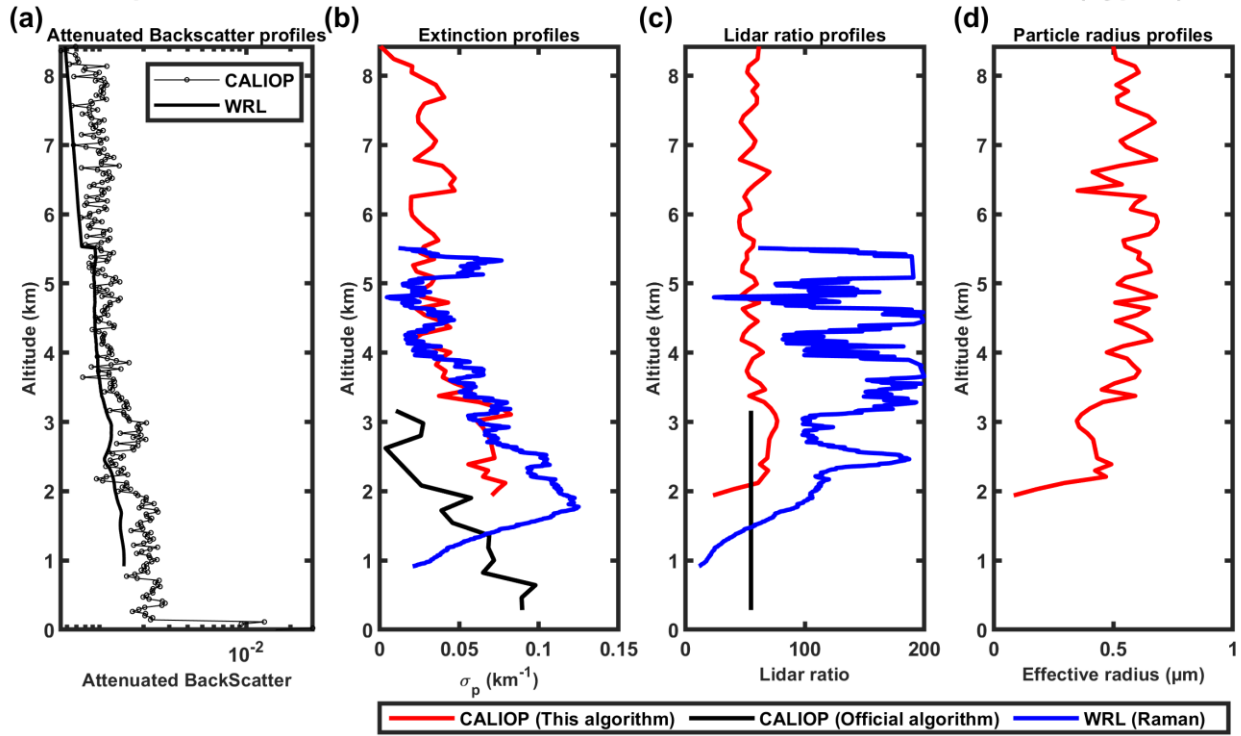 (a)
(b)
(c)
(d)
Attenuated Backscatter profiles
Extinction profiles
Lidar ratio profiles
Particle radius profiles
CALIOP
WRL
Altitude (km)
8
7
6
5
4
3
2
1
0
10⁻²
Attenuated BackScatter
Altitude (km)
8
7
6
5
4
3
2
1
0
0 0.05 0.1 0.15
σp (km⁻¹)
Altitude (km)
8
7
6
5
4
3
2
1
0
0 100 200
Lidar ratio
Altitude (km)
8
7
6
5
4
3
2
1
0
0 0.5 1
Effective radius (μm)
CALIOP (This algorithm) CALIOP (Official algorithm) WRL (Raman)